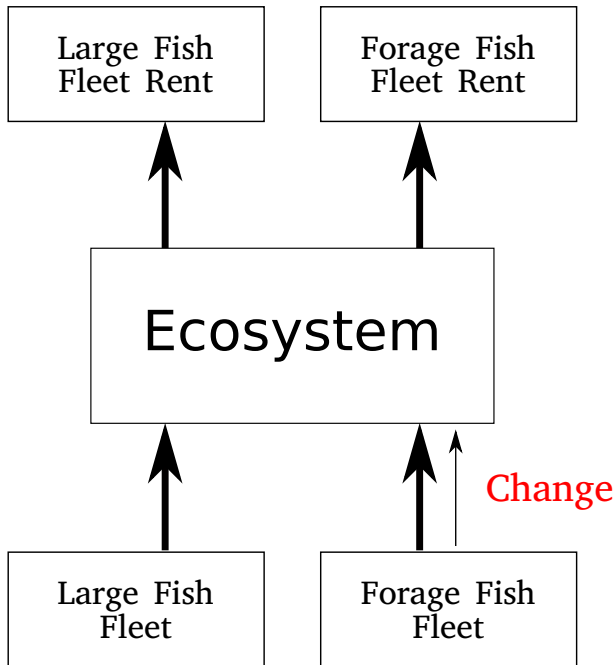 Large Fish
Fleet Rent
Forage Fish
Fleet Rent
Ecosystem
Change
Large Fish
Fleet
Forage Fish
Fleet